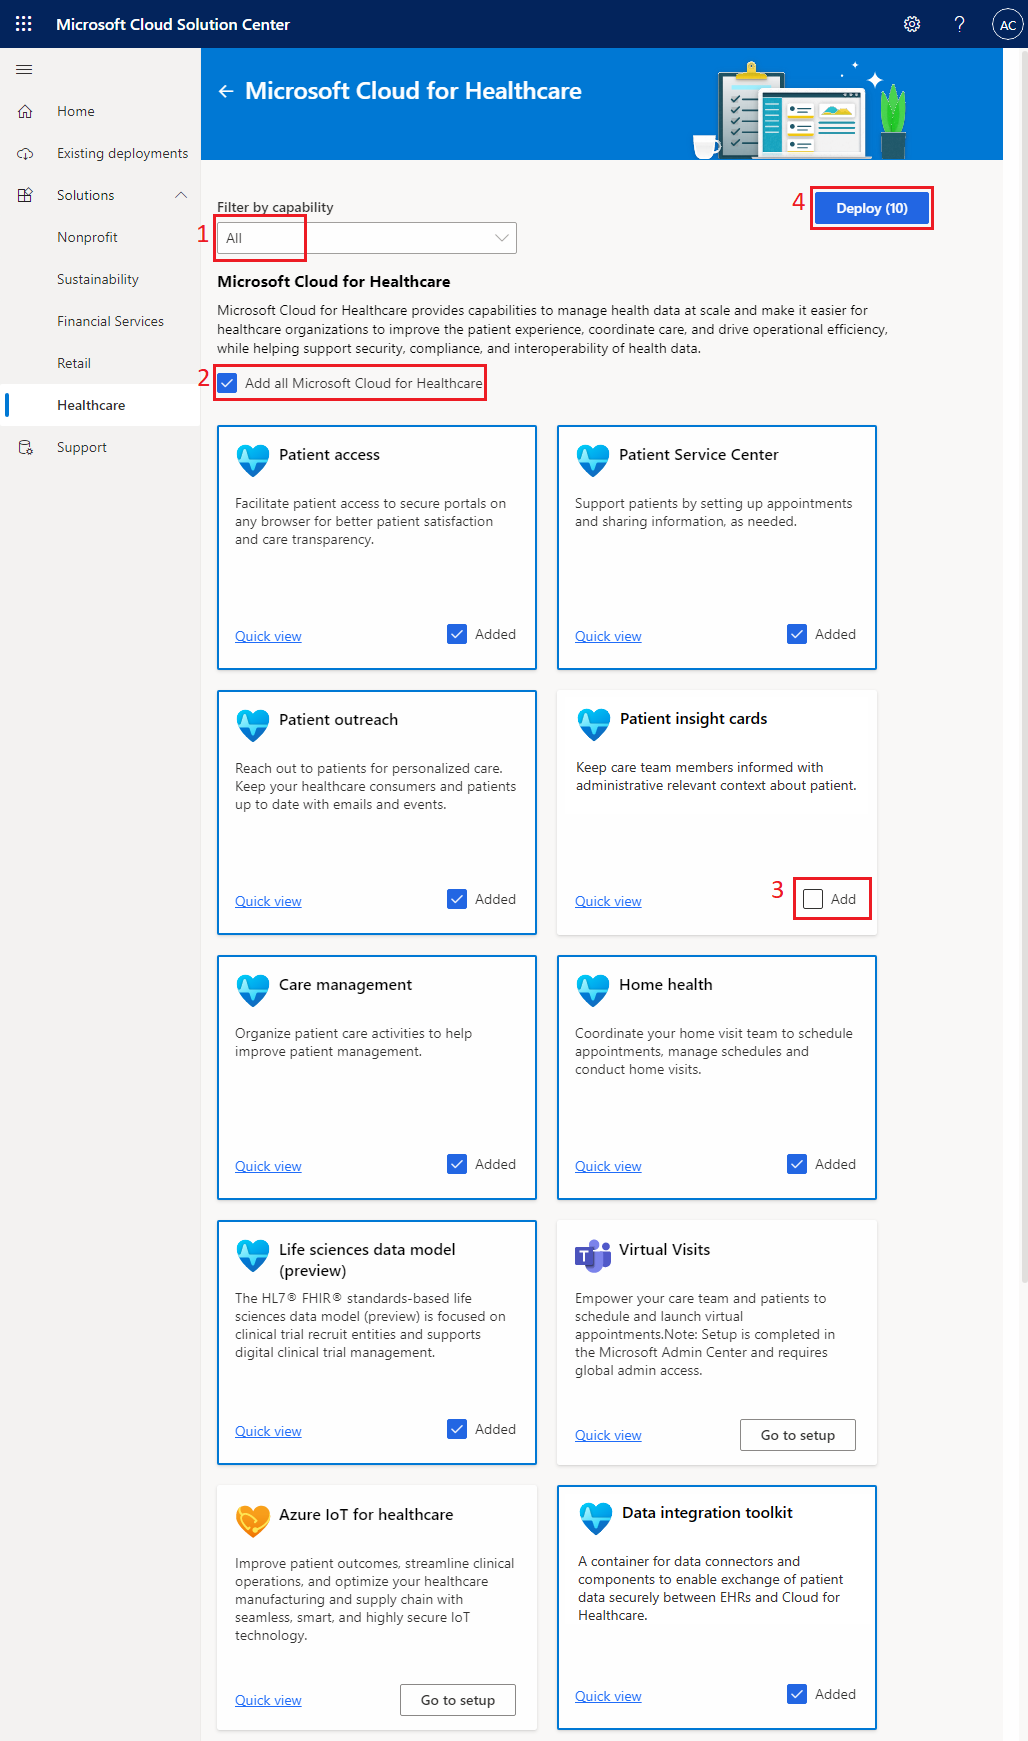 Microsoft Cloud Solution Center
?
AC
Home
Existing deployments
Solutions
Nonprofit
Sustainability
Financial Services
Retail
Healthcare
Support
Microsoft Cloud for Healthcare
Filter by capability
1
All
4
Deploy (10)
Microsoft Cloud for Healthcare
Microsoft Cloud for Healthcare provides capabilities to manage health data at scale and make it easier for
healthcare organizations to improve the patient experience, coordinate care, and drive operational efficiency,
while helping support security, compliance, and interoperability of health data.
2
Add all Microsoft Cloud for Healthcare
Patient access
Facilitate patient access to secure portals on
any browser for better patient satisfaction
and care transparency.
Quick view
Added
Patient Service Center
Support patients by setting up appointments
and sharing information, as needed.
Quick view
Added
Patient outreach
Reach out to patients for personalized care.
Keep your healthcare consumers and patients
up to date with emails and events.
Quick view
Added
Patient insight cards
Keep care team members informed with
administrative relevant context about patient.
Quick view
3
Add
Care management
Organize patient care activities to help
improve patient management.
Quick view
Added
Home health
Coordinate your home visit team to schedule
appointments, manage schedules and
conduct home visits.
Quick view
Added
Life sciences data model
(preview)
The HL7® FHIR® standards-based life
sciences data model (preview) is focused on
clinical trial recruit entities and supports
digital clinical trial management.
Quick view
Added
T
Virtual Visits
Empower your care team and patients to
schedule and launch virtual
appointments.Note: Setup is completed in
the Microsoft Admin Center and requires
global admin access.
Quick view
Go to setup
Azure IoT for healthcare
Improve patient outcomes, streamline clinical
operations, and optimize your healthcare
manufacturing and supply chain with
seamless, smart, and highly secure IoT
technology.
Quick view
Go to setup
Data integration toolkit
A container for data connectors and
components to enable exchange of patient
data securely between EHRs and Cloud for
Healthcare.
Quick view
Added